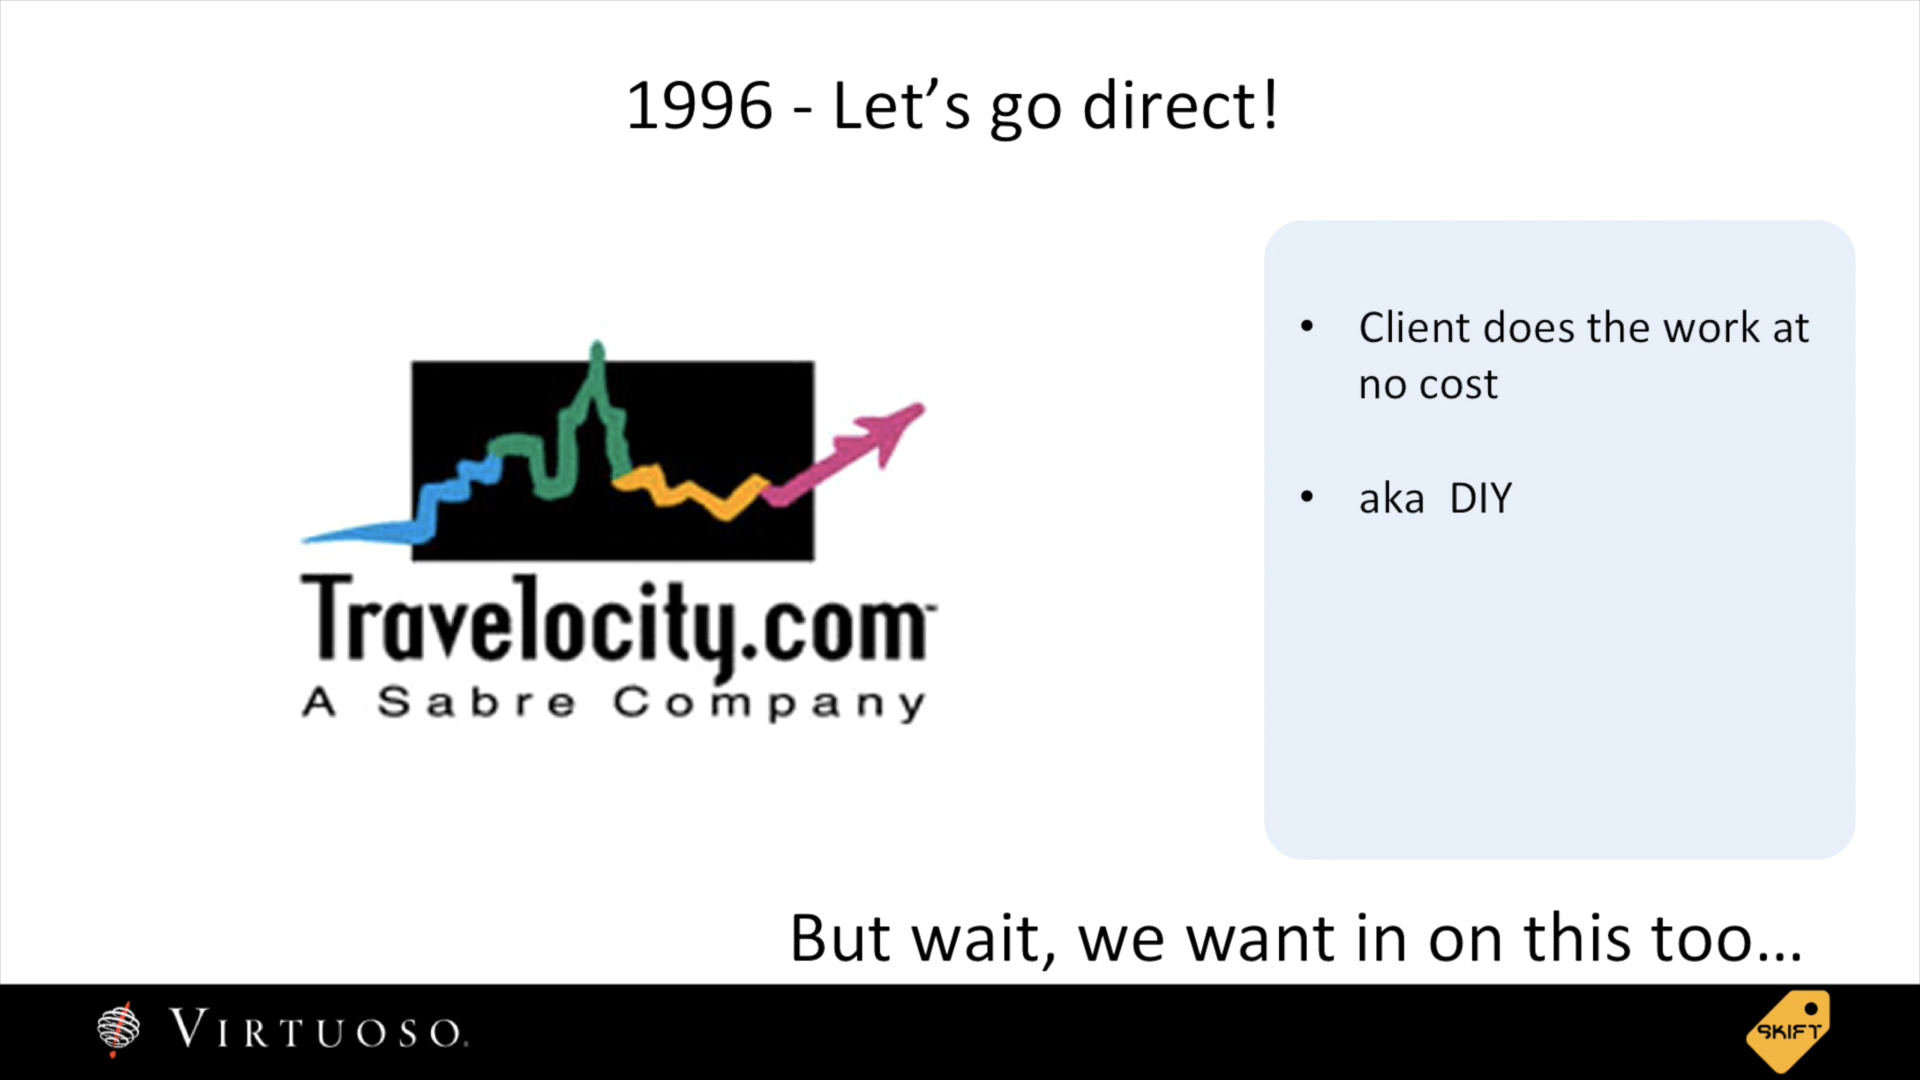 1996 - Let’s go direct!
Travelocity.com
A Sabre Company
• Client does the work at
no cost
• aka DIY
But wait, we want in on this too...
VIRTUOSO.
SKIFT